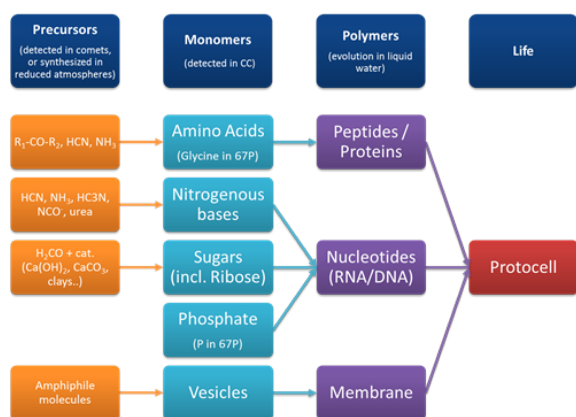 Precursors
(detected in comets,
or synthesized in
reduced atmospheres)
Monomers
(detected in CC)
Polymers
(evolution in liquid
water)
Life
R₁-CO-R₂, HCN, NH₃
Amino Acids
(Glycine in 67P)
Peptides /
Proteins
HCN, NH₃, HC3N,
NCO⁻, urea
Nitrogenous
bases
H₂CO + cat.
(Ca(OH)₂, CaCO₃,
clays..)
Sugars
(incl. Ribose)
Nucleotides
(RNA/DNA)
Protocell
Phosphate
(P in 67P)
Amphiphile
molecules
Vesicles
Membrane